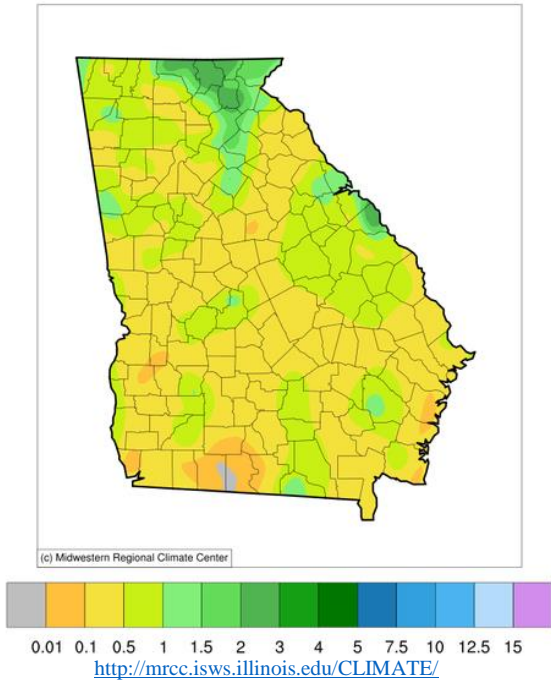 (c) Midwestern Regional Climate Center
0.01 0.1 0.5 1 1.5 2 3 4 5 7.5 10 12.5 15
http://mrcc.isws.illinois.edu/CLIMATE/